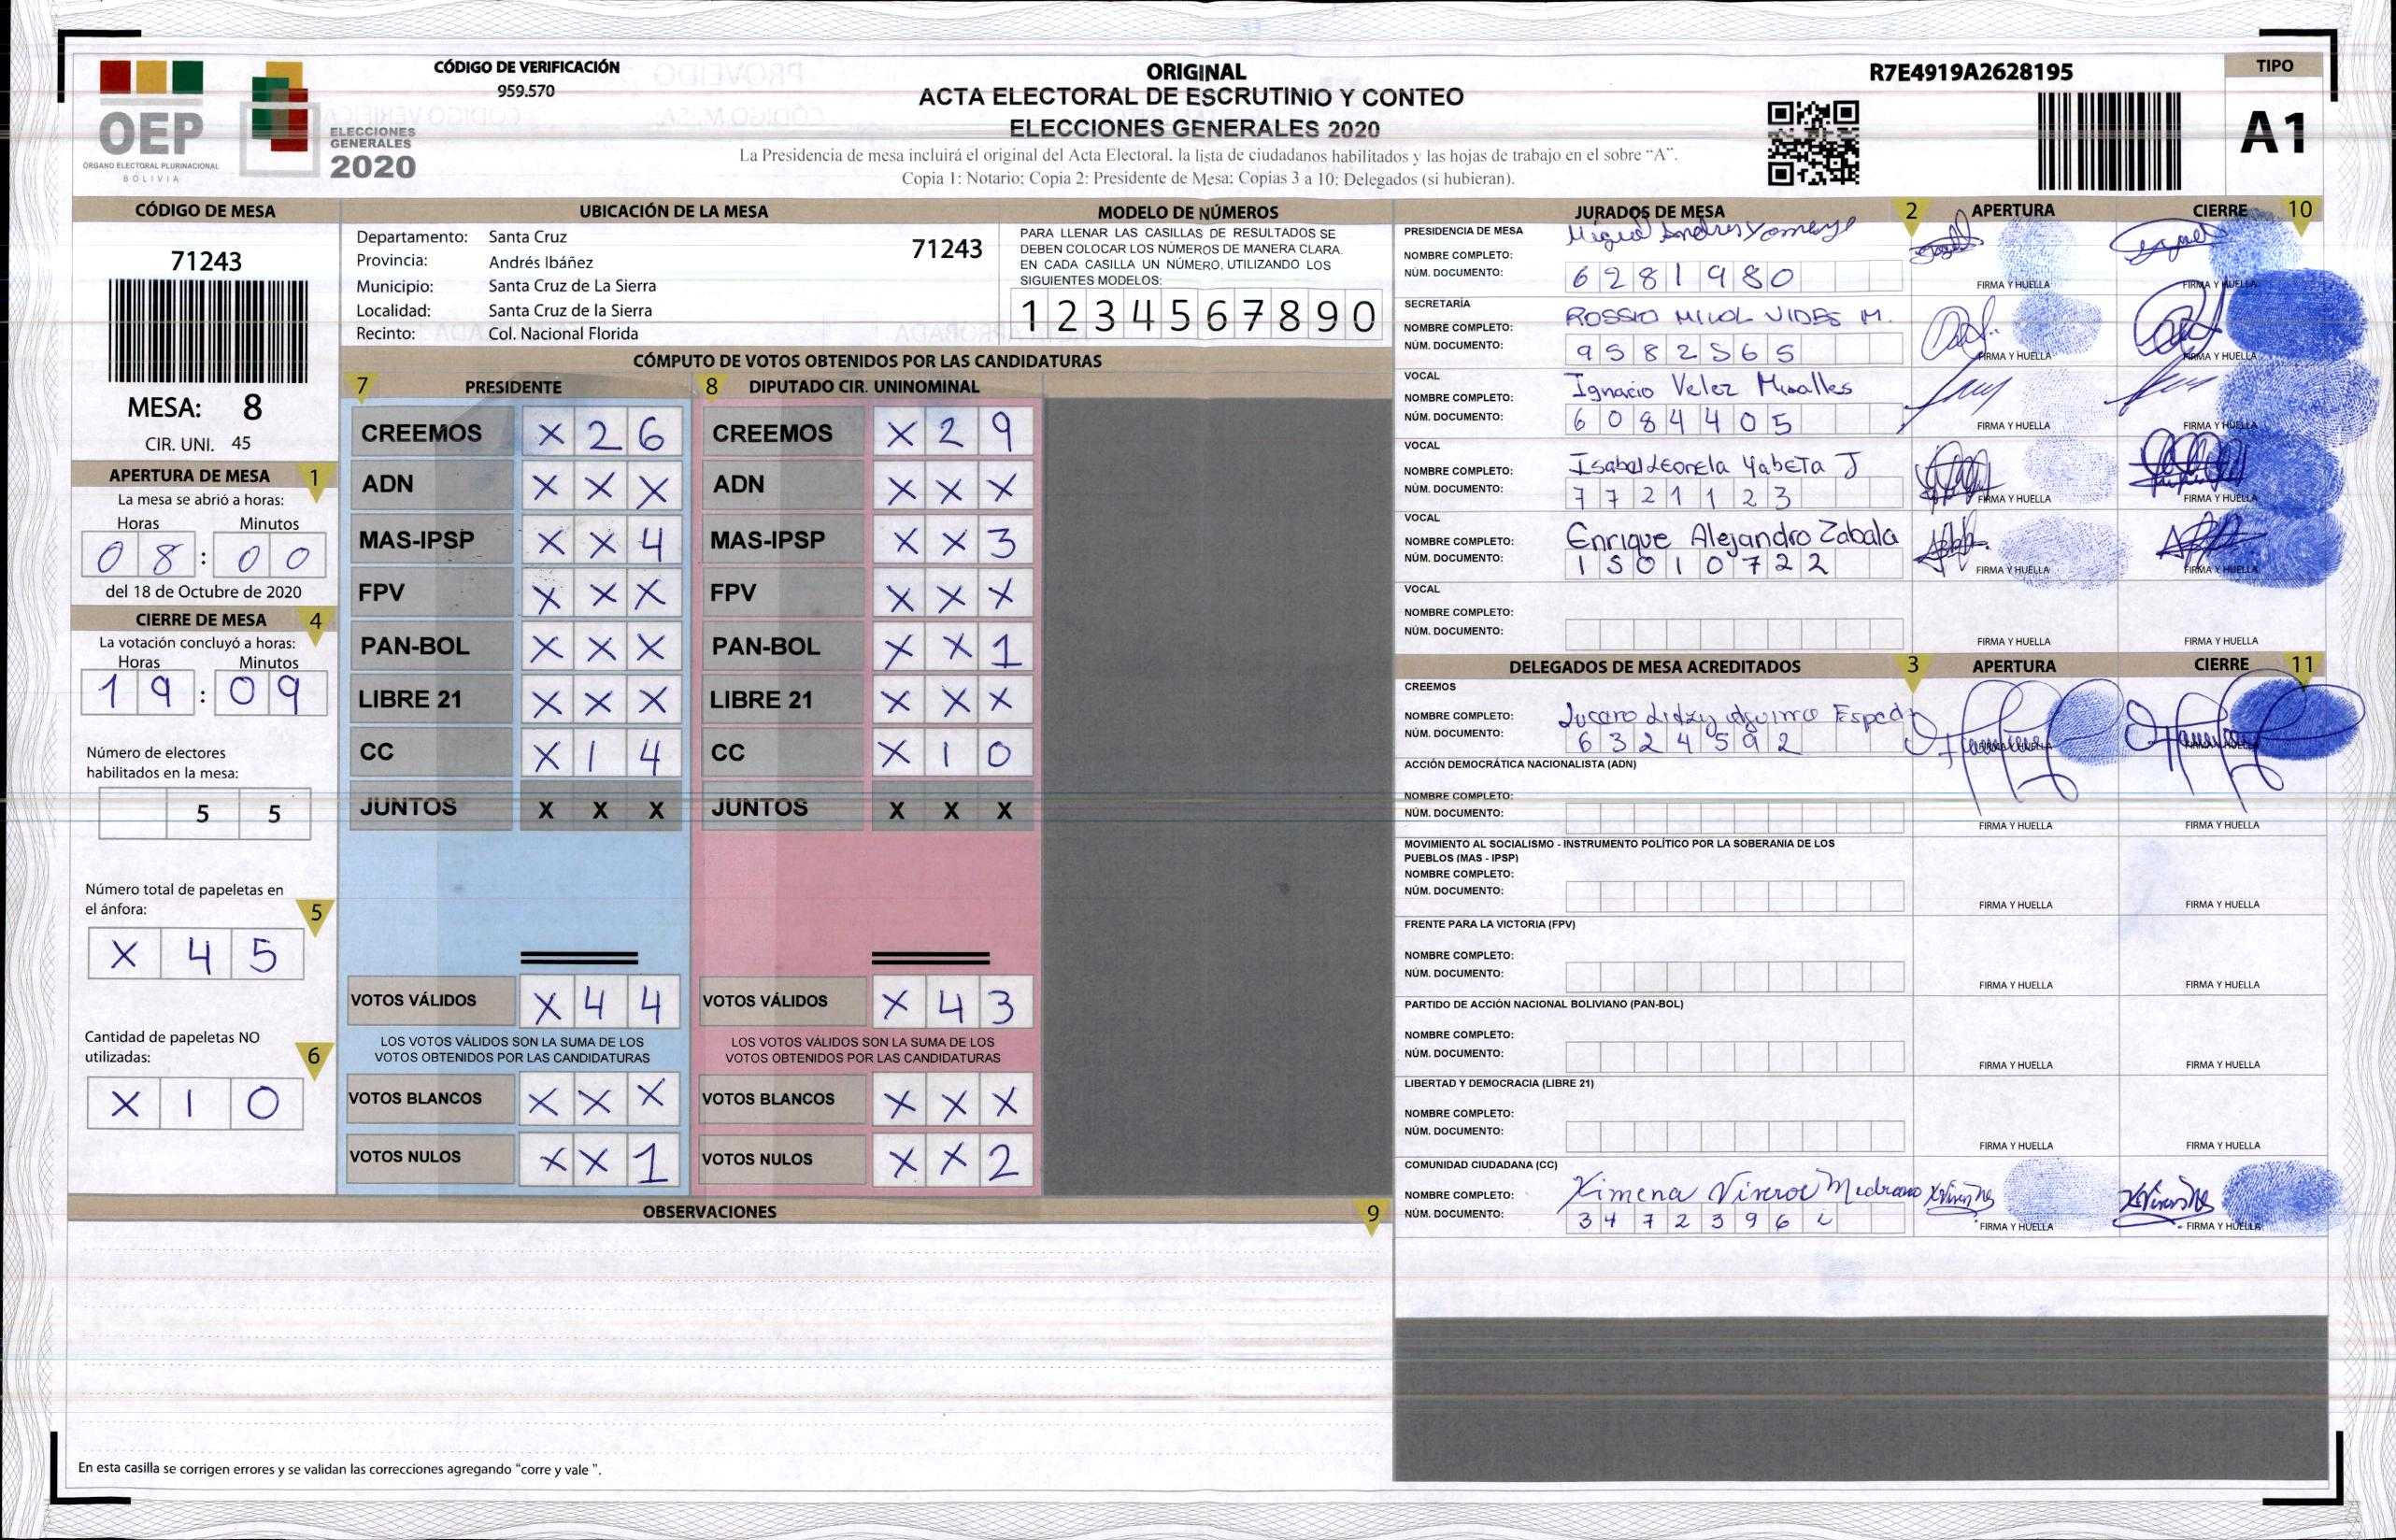 OEP
ÓRGANO ELECTORAL PLURINACIONAL
BOLIVIA
ELECCIONES
GENERALES
2020
CÓDIGO DE VERIFICACIÓN
959.570
ORIGINAL
ACTA ELECTORAL DE ESCRUTINIO Y CONTEO
ELECCIONES GENERALES 2020
La Presidencia de mesa incluirá el original del Acta Electoral, la lista de ciudadanos habilitados y las hojas de trabajo en el sobre “A”.
Copia 1: Notario; Copia 2: Presidente de Mesa; Copias 3 a 10: Delegados (si hubieran).
R7E4919A2628195
TIPO
A1
CÓDIGO DE MESA
71243
MESA: 8
CIR. UNI. 45
APERTURA DE MESA 1
La mesa se abrió a horas:
Horas Minutos
08:00
del 18 de Octubre de 2020
CIERRE DE MESA 4
La votación concluyó a horas:
Horas Minutos
19:09
Número de electores
habilitados en la mesa:
5 5
Número total de papeletas en
el ánfora: 5
X 4 5
Cantidad de papeletas NO
utilizadas: 6
X 1 0
UBICACIÓN DE LA MESA
Departamento: Santa Cruz 71243
Provincia: Andrés Ibáñez
Municipio: Santa Cruz de La Sierra
Localidad: Santa Cruz de la Sierra
Recinto: Col. Nacional Florida
MODELO DE NÚMEROS
PARA LLENAR LAS CASILLAS DE RESULTADOS SE
DEBEN COLOCAR LOS NÚMEROS DE MANERA CLARA.
EN CADA CASILLA UN NÚMERO, UTILIZANDO LOS
SIGUIENTES MODELOS:
1 2 3 4 5 6 7 8 9 0
CÓMPUTO DE VOTOS OBTENIDOS POR LAS CANDIDATURAS
7 PRESIDENTE
CREEMOS X 2 6
ADN X X X
MAS-IPSP X X 4
FPV X X X
PAN-BOL X X X
LIBRE 21 X X X
CC X 1 4
JUNTOS X X X
VOTOS VÁLIDOS X 4 4
LOS VOTOS VÁLIDOS SON LA SUMA DE LOS
VOTOS OBTENIDOS POR LAS CANDIDATURAS
VOTOS BLANCOS X X X
VOTOS NULOS X X 1
8 DIPUTADO CIR. UNINOMINAL
CREEMOS X 2 9
ADN X X X
MAS-IPSP X X 3
FPV X X X
PAN-BOL X X 1
LIBRE 21 X X X
CC X 1 0
JUNTOS X X X
VOTOS VÁLIDOS X 4 3
LOS VOTOS VÁLIDOS SON LA SUMA DE LOS
VOTOS OBTENIDOS POR LAS CANDIDATURAS
VOTOS BLANCOS X X X
VOTOS NULOS X X 2
OBSERVACIONES 9
En esta casilla se corrigen errores y se validan las correcciones agregando “corre y vale ”.
JURADOS DE MESA 2 APERTURA CIERRE 10
PRESIDENCIA DE MESA
NOMBRE COMPLETO: Miguel Andres
NÚM. DOCUMENTO: 6281980
FIRMA Y HUELLA FIRMA Y HUELLA
SECRETARÍA
NOMBRE COMPLETO: ROSSIO MICOL VIDES M.
NÚM. DOCUMENTO: 9582565
FIRMA Y HUELLA FIRMA Y HUELLA
VOCAL
NOMBRE COMPLETO: Ignacio Velez Miralles
NÚM. DOCUMENTO: 6084405
FIRMA Y HUELLA FIRMA Y HUELLA
VOCAL
NOMBRE COMPLETO: Isabel Leonela Yabeta J
NÚM. DOCUMENTO: 7721123
FIRMA Y HUELLA FIRMA Y HUELLA
VOCAL
NOMBRE COMPLETO: Enrique Alejandro Zabala
NÚM. DOCUMENTO: 15010722
FIRMA Y HUELLA FIRMA Y HUELLA
VOCAL
NOMBRE COMPLETO:
NÚM. DOCUMENTO:
FIRMA Y HUELLA FIRMA Y HUELLA
DELEGADOS DE MESA ACREDITADOS 3 APERTURA CIERRE 11
CREEMOS
NOMBRE COMPLETO:
NÚM. DOCUMENTO: 6324592
FIRMA Y HUELLA FIRMA Y HUELLA
ACCIÓN DEMOCRÁTICA NACIONALISTA (ADN)
NOMBRE COMPLETO:
NÚM. DOCUMENTO:
FIRMA Y HUELLA FIRMA Y HUELLA
MOVIMIENTO AL SOCIALISMO - INSTRUMENTO POLÍTICO POR LA SOBERANIA DE LOS
PUEBLOS (MAS - IPSP)
NOMBRE COMPLETO:
NÚM. DOCUMENTO:
FIRMA Y HUELLA FIRMA Y HUELLA
FRENTE PARA LA VICTORIA (FPV)
NOMBRE COMPLETO:
NÚM. DOCUMENTO:
FIRMA Y HUELLA FIRMA Y HUELLA
PARTIDO DE ACCIÓN NACIONAL BOLIVIANO (PAN-BOL)
NOMBRE COMPLETO:
NÚM. DOCUMENTO:
FIRMA Y HUELLA FIRMA Y HUELLA
LIBERTAD Y DEMOCRACIA (LIBRE 21)
NOMBRE COMPLETO:
NÚM. DOCUMENTO:
FIRMA Y HUELLA FIRMA Y HUELLA
COMUNIDAD CIUDADANA (CC)
NOMBRE COMPLETO: Ximena Viveros Medrano
NÚM. DOCUMENTO:
FIRMA Y HUELLA FIRMA Y HUELLA